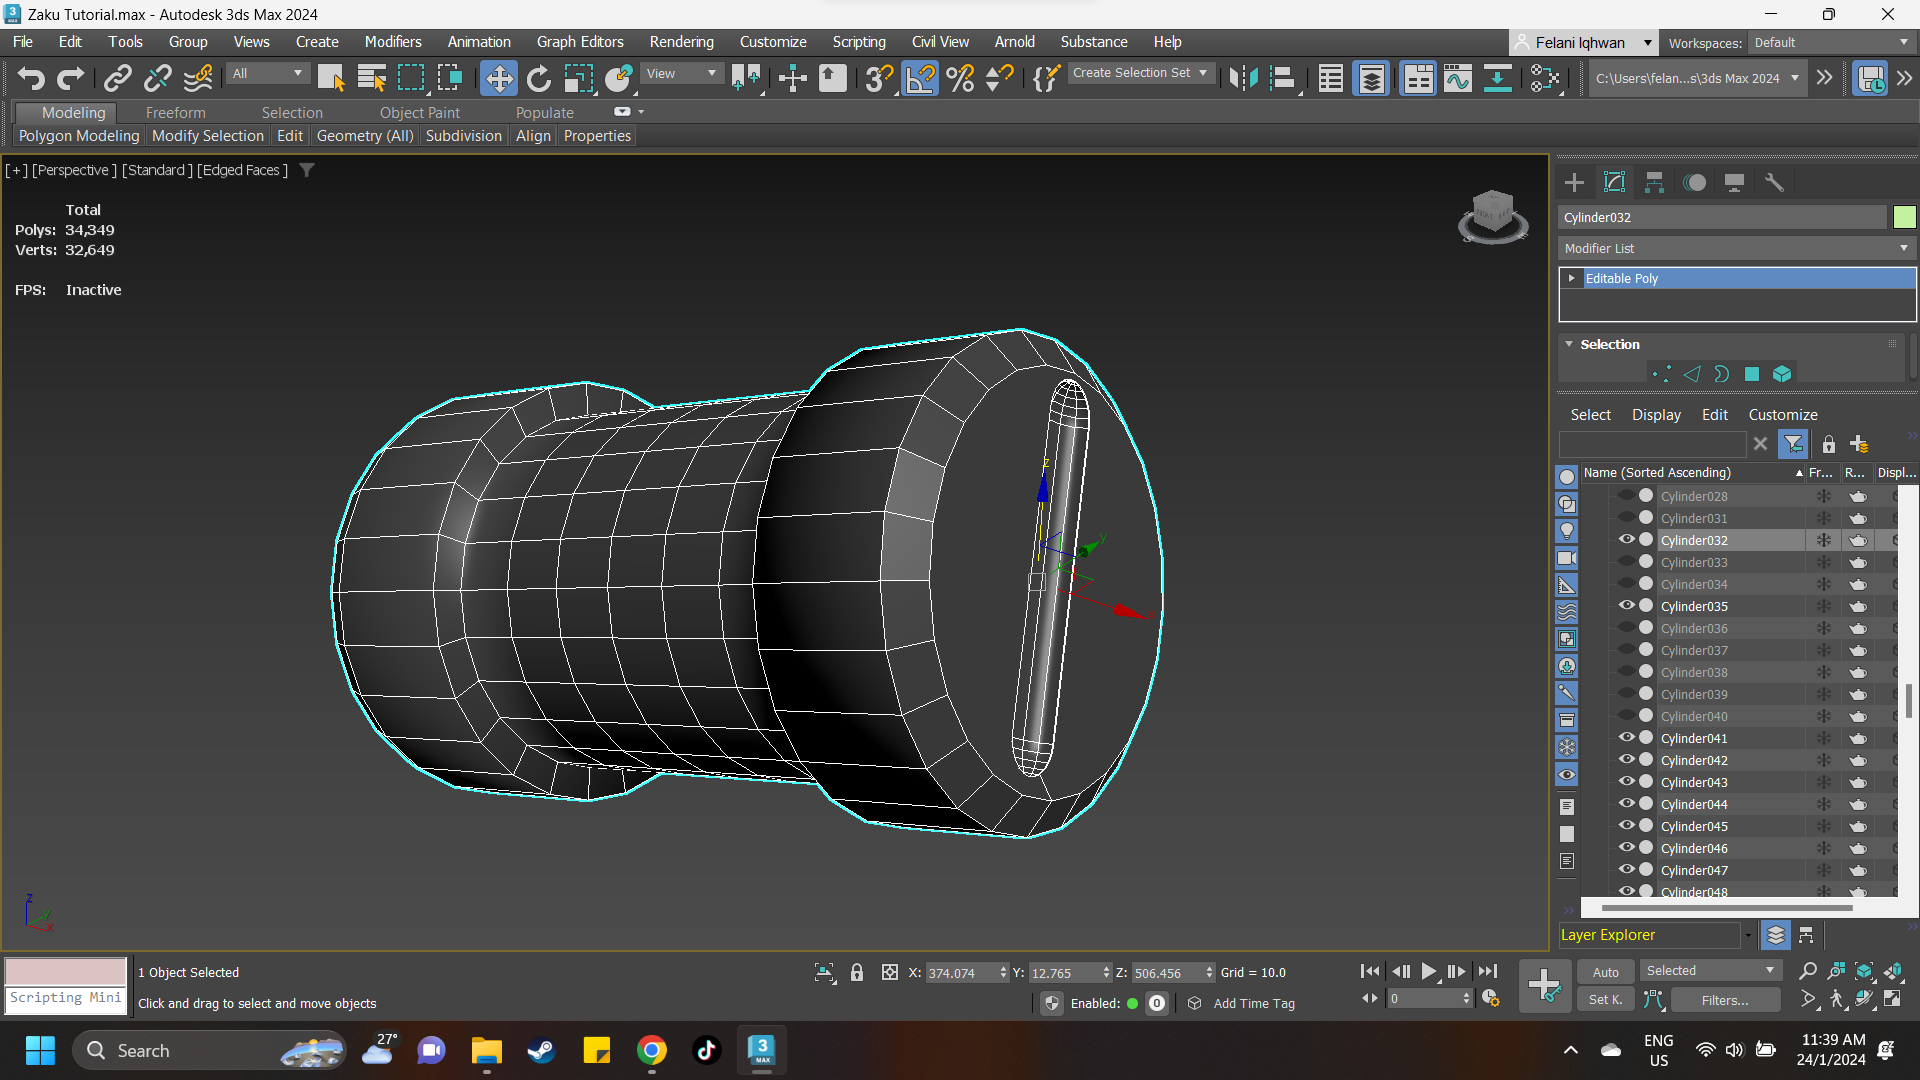 Zaku Tutorial.max - Autodesk 3ds Max 2024
File Edit Tools Group Views Create Modifiers Animation Graph Editors Rendering Customize Scripting Civil View Arnold Substance Help
Felani Iqhwan
Workspaces: Default
All
View
Create Selection Set
C:\Users\felan...s\3ds Max 2024
Modeling Freeform Selection Object Paint Populate
Polygon Modeling Modify Selection Edit Geometry (All) Subdivision Align Properties
[+] [Perspective ] [Standard ] [Edged Faces ]
Total
Polys: 34,349
Verts: 32,649
FPS: Inactive
z
y
z
y
x
Cylinder032
Modifier List
Editable Poly
Selection
Select Display Edit Customize
Name (Sorted Ascending) Fr... R... Displ...
Cylinder028
Cylinder031
Cylinder032
Cylinder033
Cylinder034
Cylinder035
Cylinder036
Cylinder037
Cylinder038
Cylinder039
Cylinder040
Cylinder041
Cylinder042
Cylinder043
Cylinder044
Cylinder045
Cylinder046
Cylinder047
Cylinder048
Layer Explorer
1 Object Selected
Scripting Mini
Click and drag to select and move objects
X: 374.074 Y: 12.765 Z: 506.456 Grid = 10.0
Enabled: 0 Add Time Tag
0
Auto Selected
Set K. Filters...
Search
27°
3
MAX
ENG
US
11:39 AM
24/1/2024